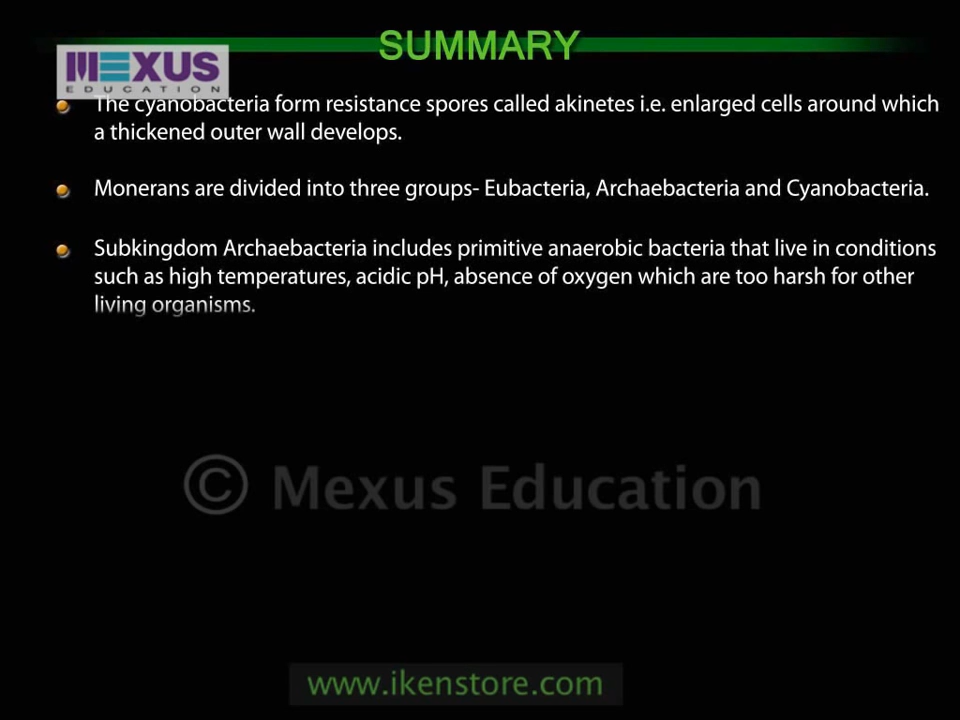 SUMMARY
MEXUS
EDUCATION
The cyanobacteria form resistance spores called akinetes i.e. enlarged cells around which
a thickened outer wall develops.
Monerans are divided into three groups- Eubacteria, Archaebacteria and Cyanobacteria.
Subkingdom Archaebacteria includes primitive anaerobic bacteria that live in conditions
such as high temperatures, acidic pH, absence of oxygen which are too harsh for other
living organisms.
© Mexus Education
www.ikenstore.com